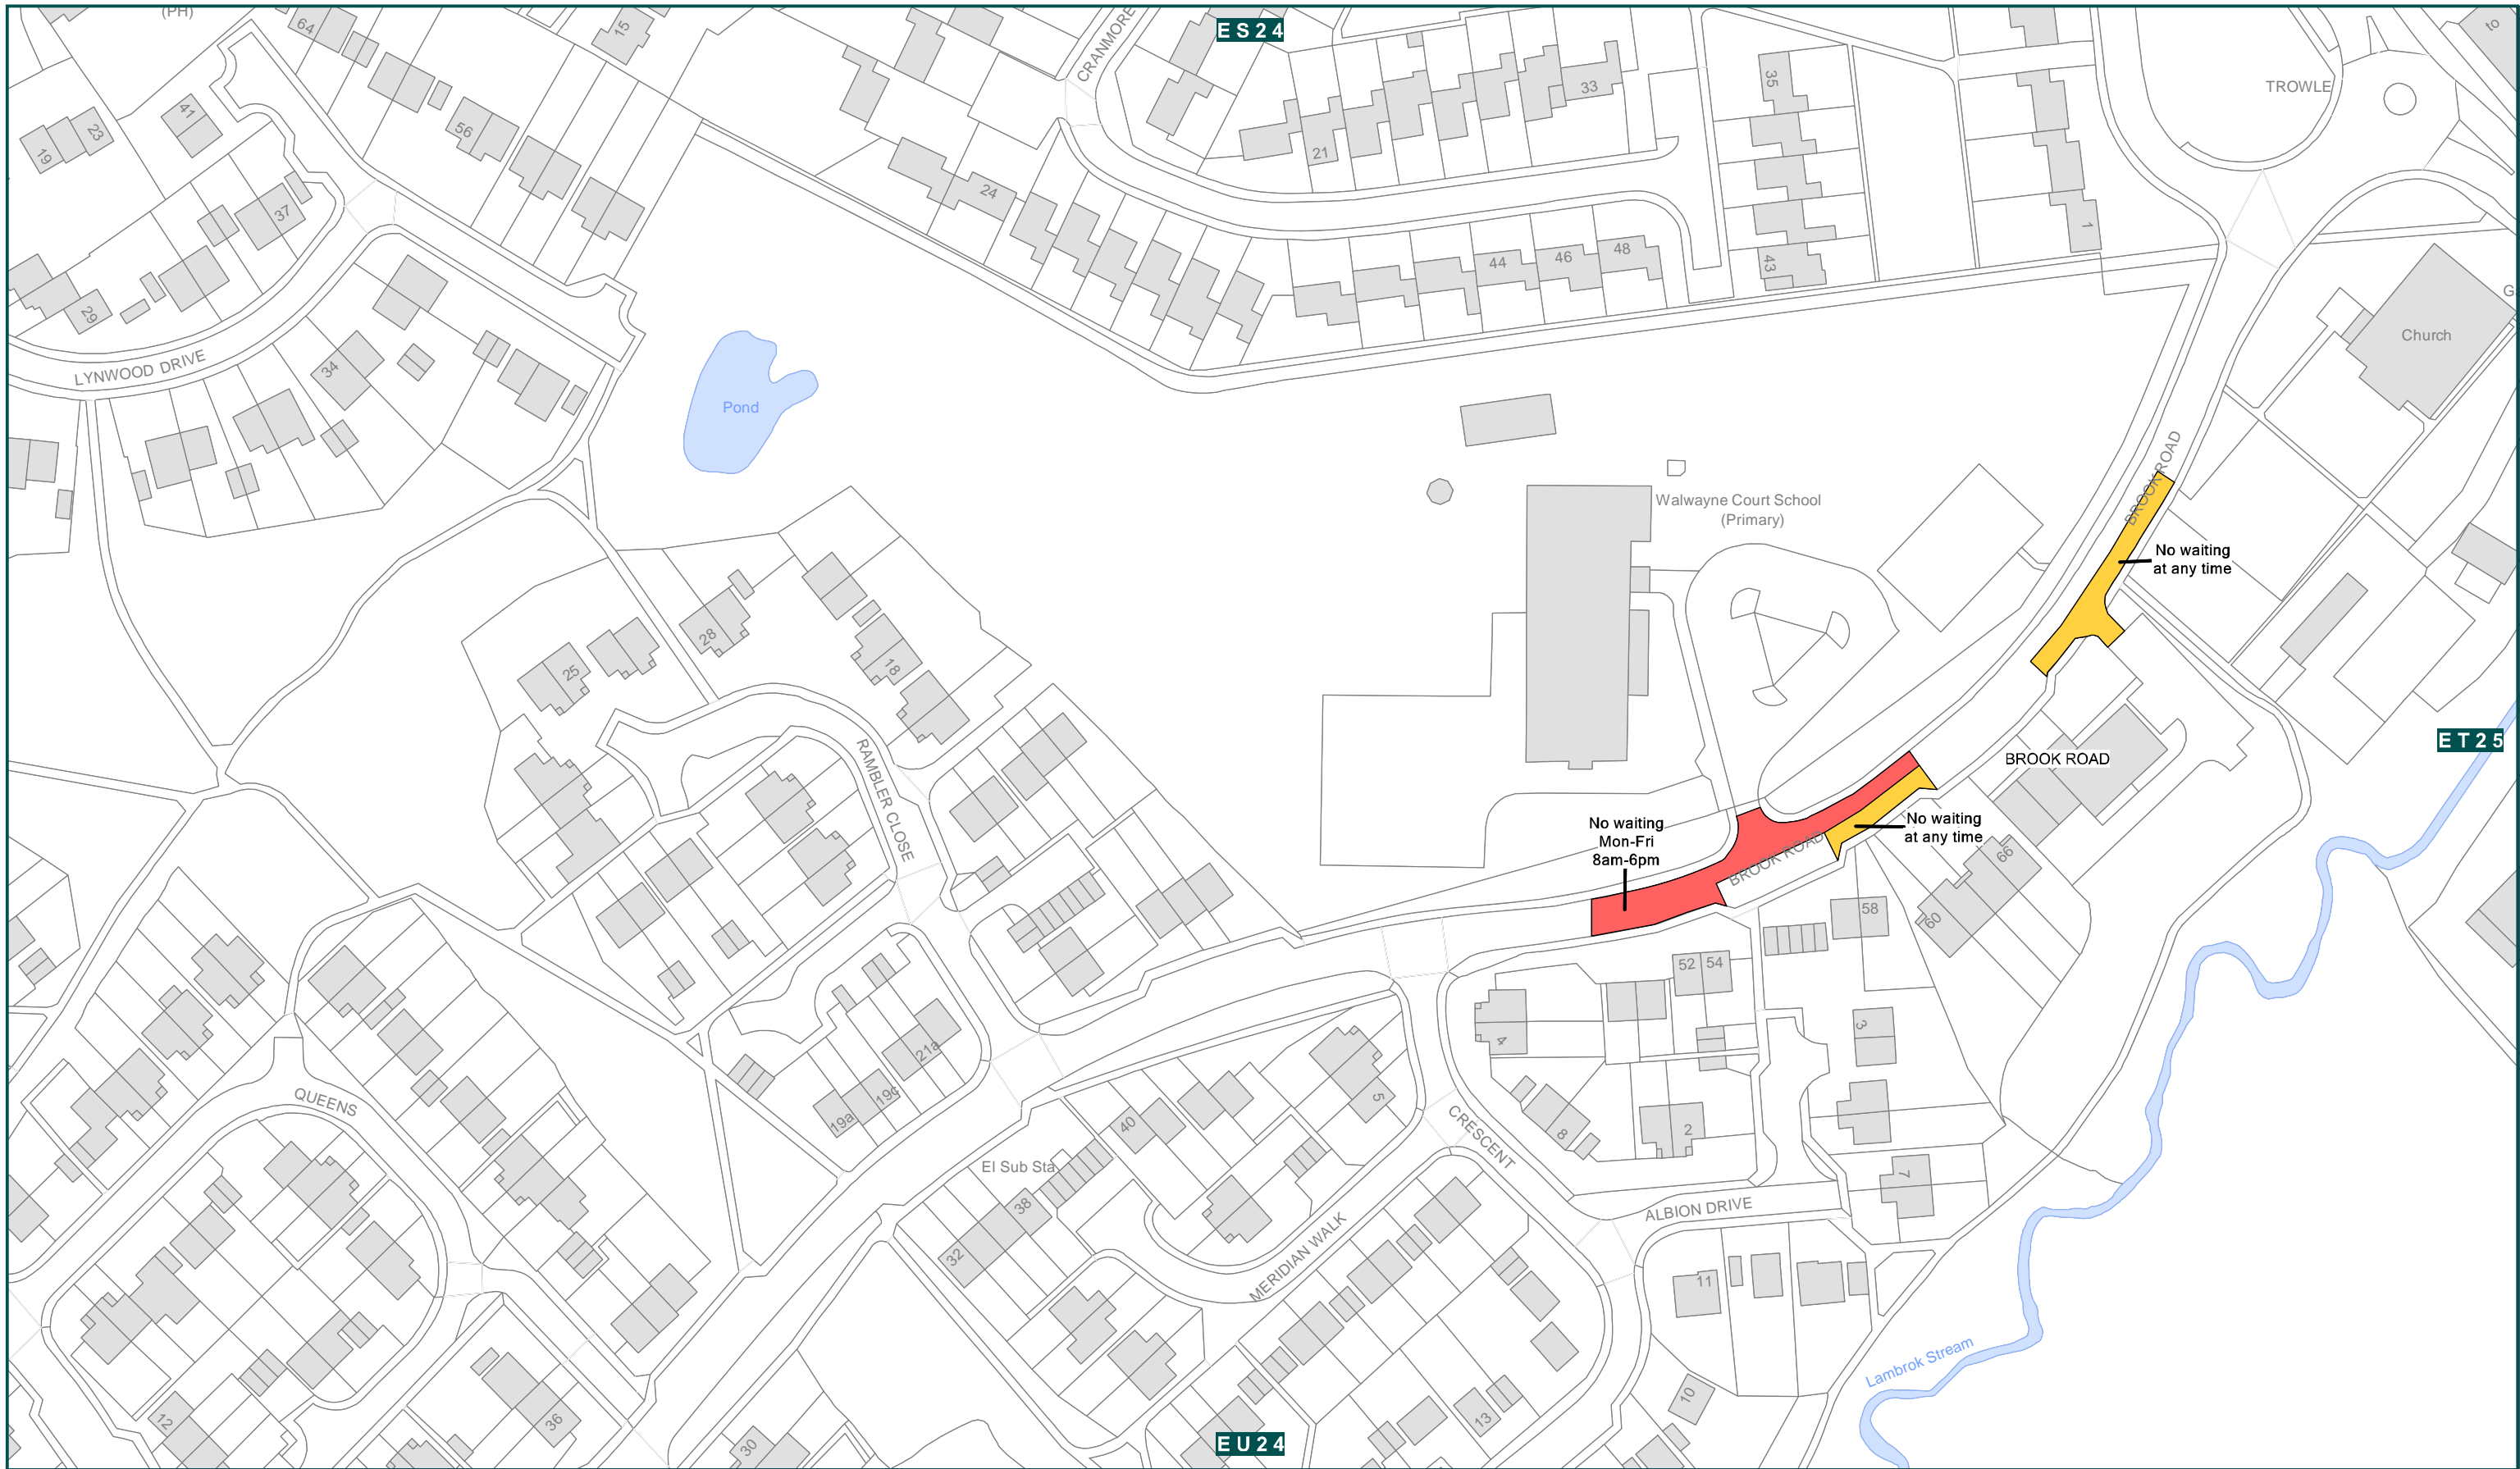 (PH)
64
15
CRANMORE
ES24
to
TROWLE
33
35
41
23
19
56
21
37
24
1
44
46
48
43
29
G
LYNWOOD DRIVE
34
Church
Pond
BROOK ROAD
Walwayne Court School
(Primary)
No waiting
at any time
28
25
18
ET25
BROOK ROAD
RAMBLER CLOSE
No waiting
Mon-Fri
8am-6pm
No waiting
at any time
BROOK ROAD
66
58
60
52
54
3
4
21a
19c
19a
QUEENS
40
5
CRESCENT
8
2
El Sub Sta
7
38
32
ALBION DRIVE
MERIDIAN WALK
11
Lambrok Stream
12
36
30
13
10
EU24